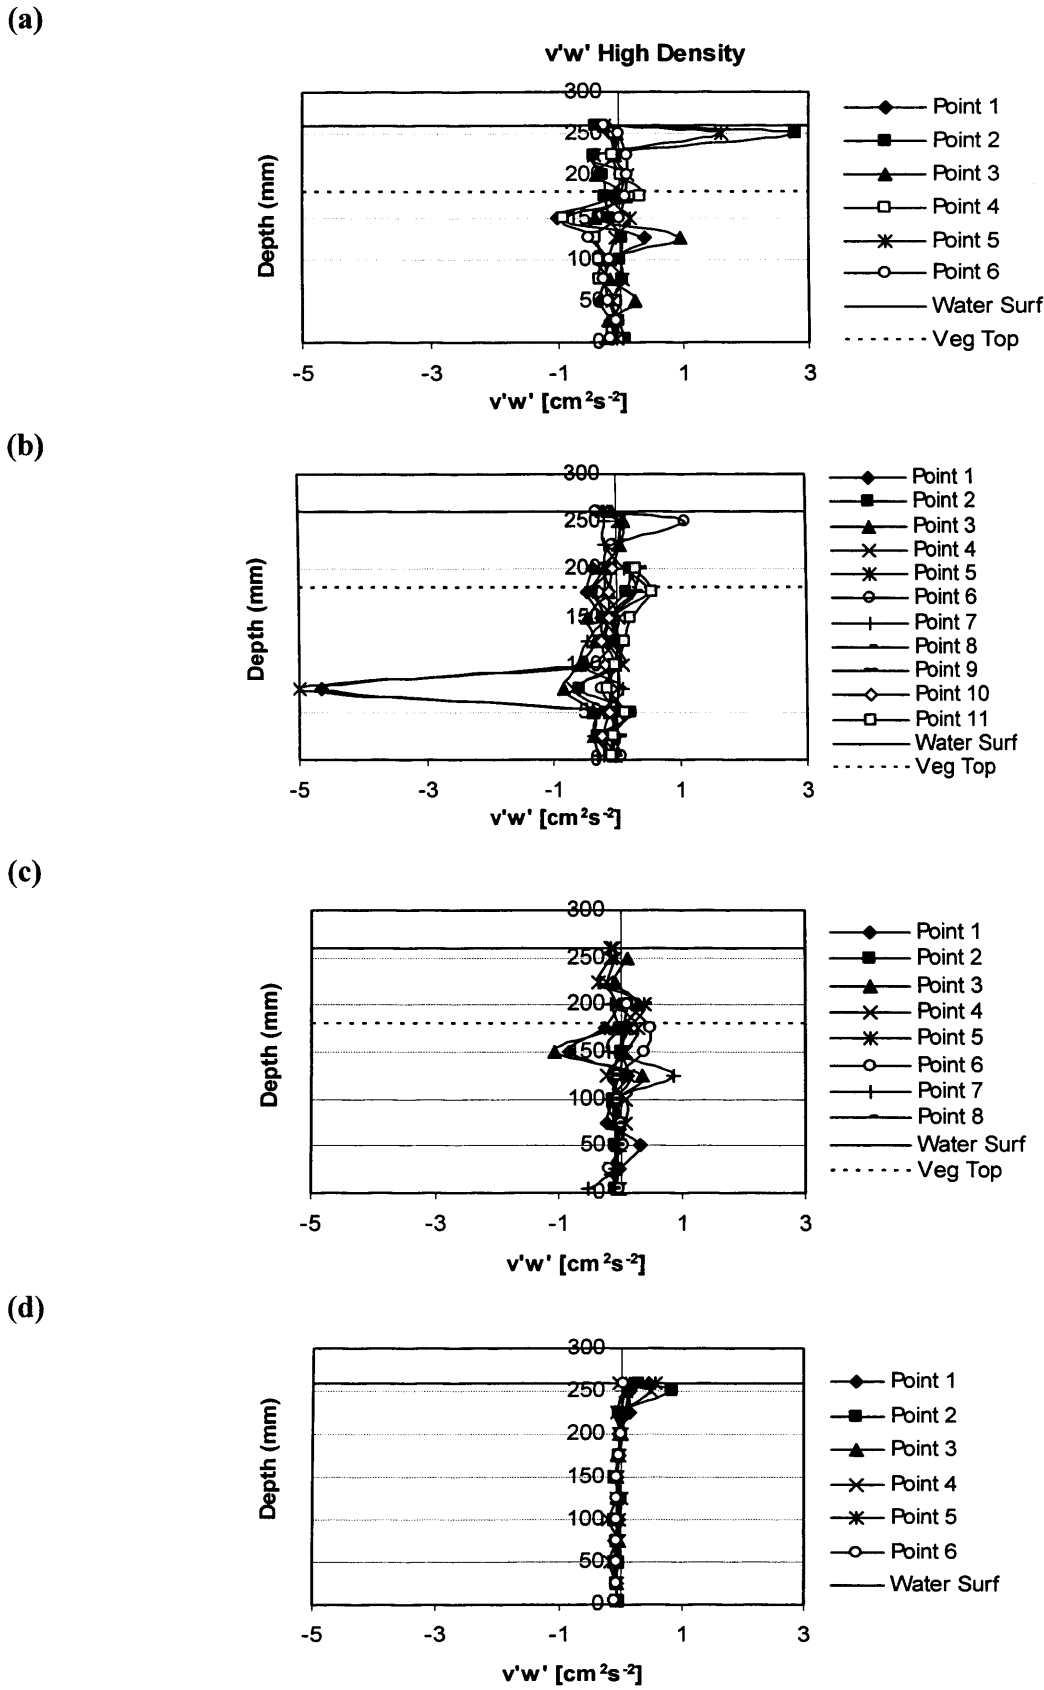 (a)
v'w' High Density
300
250
200
150
100
50
0
Depth (mm)
-5 -3 -1 1 3
v'w' [cm²s⁻²]
Point 1
Point 2
Point 3
Point 4
Point 5
Point 6
Water Surf
Veg Top
(b)
300
250
200
150
100
50
0
Depth (mm)
-5 -3 -1 1 3
v'w' [cm²s⁻²]
Point 1
Point 2
Point 3
Point 4
Point 5
Point 6
Point 7
Point 8
Point 9
Point 10
Point 11
Water Surf
Veg Top
(c)
300
250
200
150
100
50
0
Depth (mm)
-5 -3 -1 1 3
v'w' [cm²s⁻²]
Point 1
Point 2
Point 3
Point 4
Point 5
Point 6
Point 7
Point 8
Water Surf
Veg Top
(d)
300
250
200
150
100
50
0
Depth (mm)
-5 -3 -1 1 3
v'w' [cm²s⁻²]
Point 1
Point 2
Point 3
Point 4
Point 5
Point 6
Water Surf